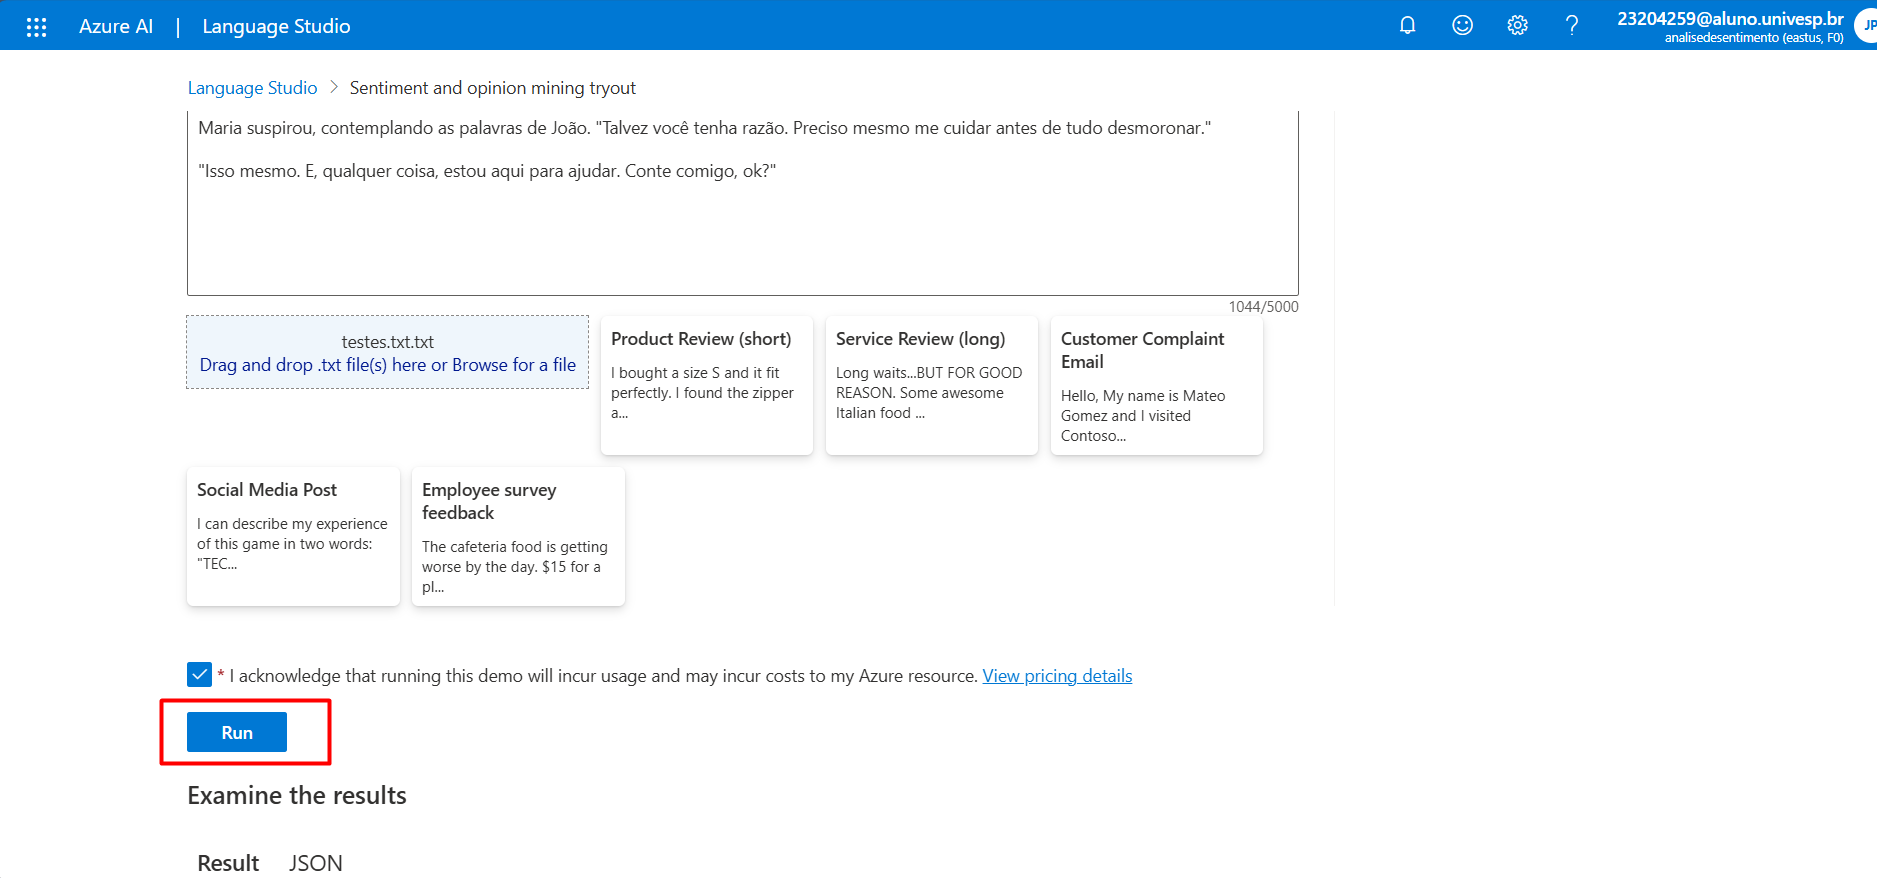 Azure AI | Language Studio
23204259@aluno.univesp.br
analisedesentimento (eastus, F0)
JP
Language Studio > Sentiment and opinion mining tryout
Maria suspirou, contemplando as palavras de João. "Talvez você tenha razão. Preciso mesmo me cuidar antes de tudo desmoronar."
"Isso mesmo. E, qualquer coisa, estou aqui para ajudar. Conte comigo, ok?"
1044/5000
testes.txt.txt
Drag and drop .txt file(s) here or Browse for a file
Product Review (short)
I bought a size S and it fit
perfectly. I found the zipper
a...
Service Review (long)
Long waits...BUT FOR GOOD
REASON. Some awesome
Italian food ...
Customer Complaint
Email
Hello, My name is Mateo
Gomez and I visited
Contoso...
Social Media Post
I can describe my experience
of this game in two words:
"TEC...
Employee survey
feedback
The cafeteria food is getting
worse by the day. $15 for a
pl...
* I acknowledge that running this demo will incur usage and may incur costs to my Azure resource. View pricing details
Run
Examine the results
Result JSON